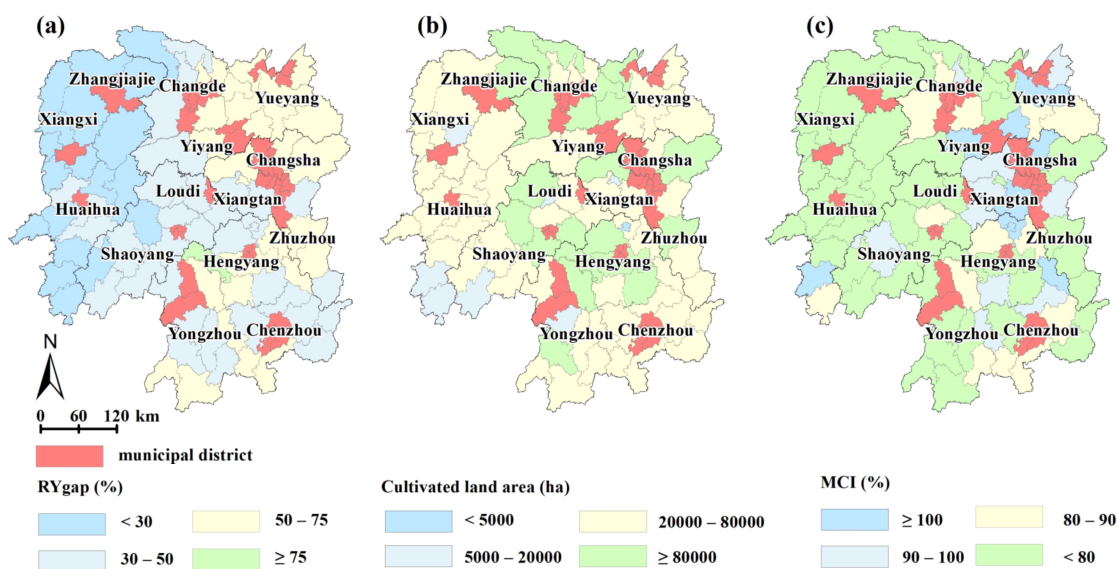 (a)
Zhangjiajie
Changde
Yueyang
Xiangxi
Yiyang
Changsha
Loudi
Xiangtan
Huaihua
Zhuzhou
Shaoyang
Hengyang
Yongzhou
Chenzhou
(b)
Zhangjiajie
Changde
Yueyang
Xiangxi
Yiyang
Changsha
Loudi
Xiangtan
Huaihua
Zhuzhou
Shaoyang
Hengyang
Yongzhou
Chenzhou
(c)
Zhangjiajie
Changde
Yueyang
Xiangxi
Yiyang
Changsha
Loudi
Xiangtan
Huaihua
Zhuzhou
Shaoyang
Hengyang
Yongzhou
Chenzhou
N
0 60 120 km
municipal district
RYgap (%)
< 30
50 – 75
30 – 50
≥ 75
Cultivated land area (ha)
< 5000
20000 – 80000
5000 – 20000
≥ 80000
MCI (%)
≥ 100
80 – 90
90 – 100
< 80